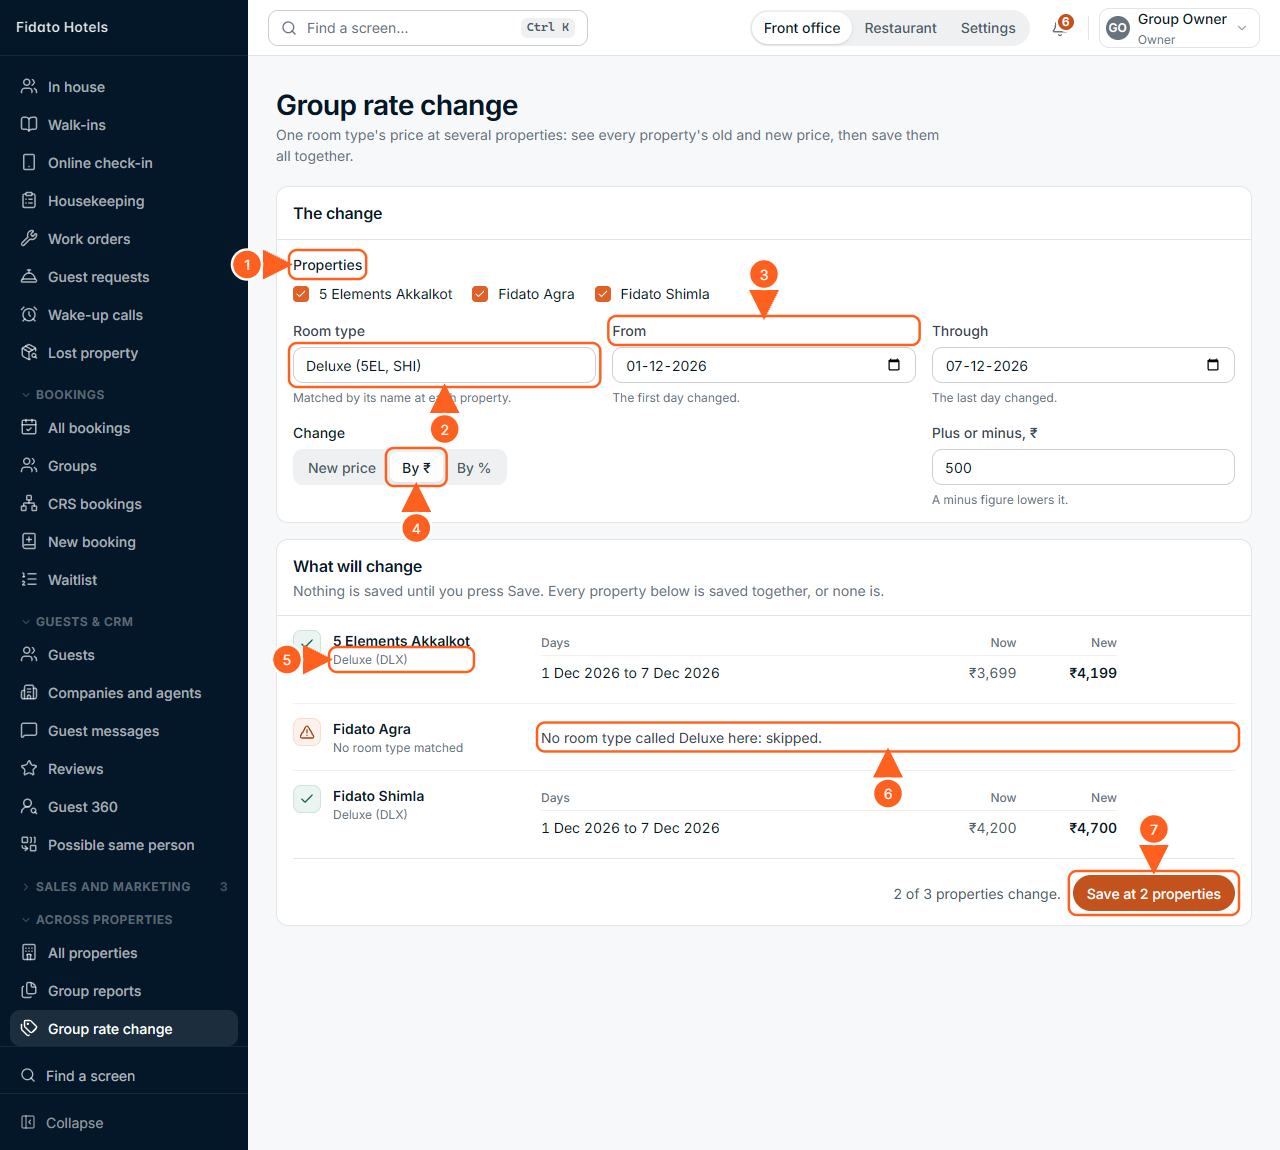 Fidato Hotels
Find a screen...
Ctrl K
Front office
Restaurant
Settings
6
GO
Group Owner
Owner
In house
Walk-ins
Online check-in
Housekeeping
Work orders
Guest requests
Wake-up calls
Lost property
BOOKINGS
All bookings
Groups
CRS bookings
New booking
Waitlist
GUESTS & CRM
Guests
Companies and agents
Guest messages
Reviews
Guest 360
Possible same person
SALES AND MARKETING 3
ACROSS PROPERTIES
All properties
Group reports
Group rate change
Find a screen
Collapse
Group rate change
One room type's price at several properties: see every property's old and new price, then save them
all together.
The change
1
Properties
3
5 Elements Akkalkot
Fidato Agra
Fidato Shimla
Room type
From
Through
Deluxe (5EL, SHI)
01-12-2026
07-12-2026
Matched by its name at each property.
The first day changed.
The last day changed.
2
Change
Plus or minus, ₹
New price
By ₹
By %
500
A minus figure lowers it.
4
What will change
Nothing is saved until you press Save. Every property below is saved together, or none is.
5 Elements Akkalkot
5
Deluxe (DLX)
Days
Now
New
1 Dec 2026 to 7 Dec 2026
₹3,699
₹4,199
Fidato Agra
No room type matched
No room type called Deluxe here: skipped.
6
Fidato Shimla
Deluxe (DLX)
Days
Now
New
1 Dec 2026 to 7 Dec 2026
₹4,200
₹4,700
7
2 of 3 properties change.
Save at 2 properties